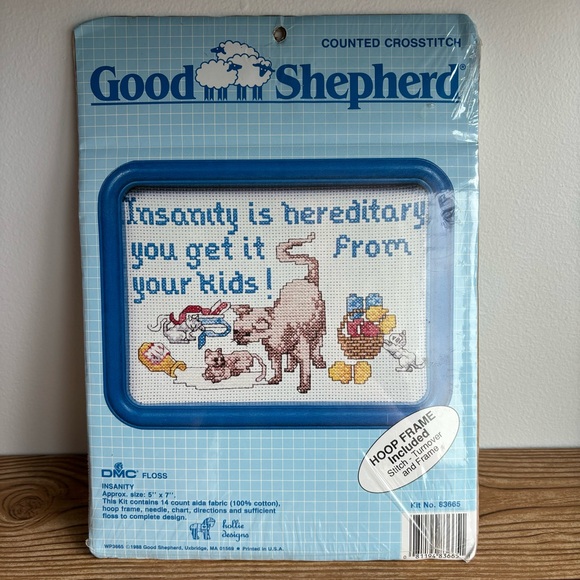 COUNTED CROSSTITCH
Good Shepherd®
Insanity is hereditary
you get it from
your kids!
HOOP FRAME
Included
Stitch - Turnover
and Frame
DMC® FLOSS
INSANITY
Approx. size: 5" x 7".
This Kit contains 14 count aida fabric (100% cotton),
hoop frame, needle, chart, directions and sufficient
floss to complete design.
hollie
designs
Kit No. 83665
WP3665 ©1988 Good Shepherd, Uxbridge, MA 01569 • Printed in U.S.A.
81194 83665